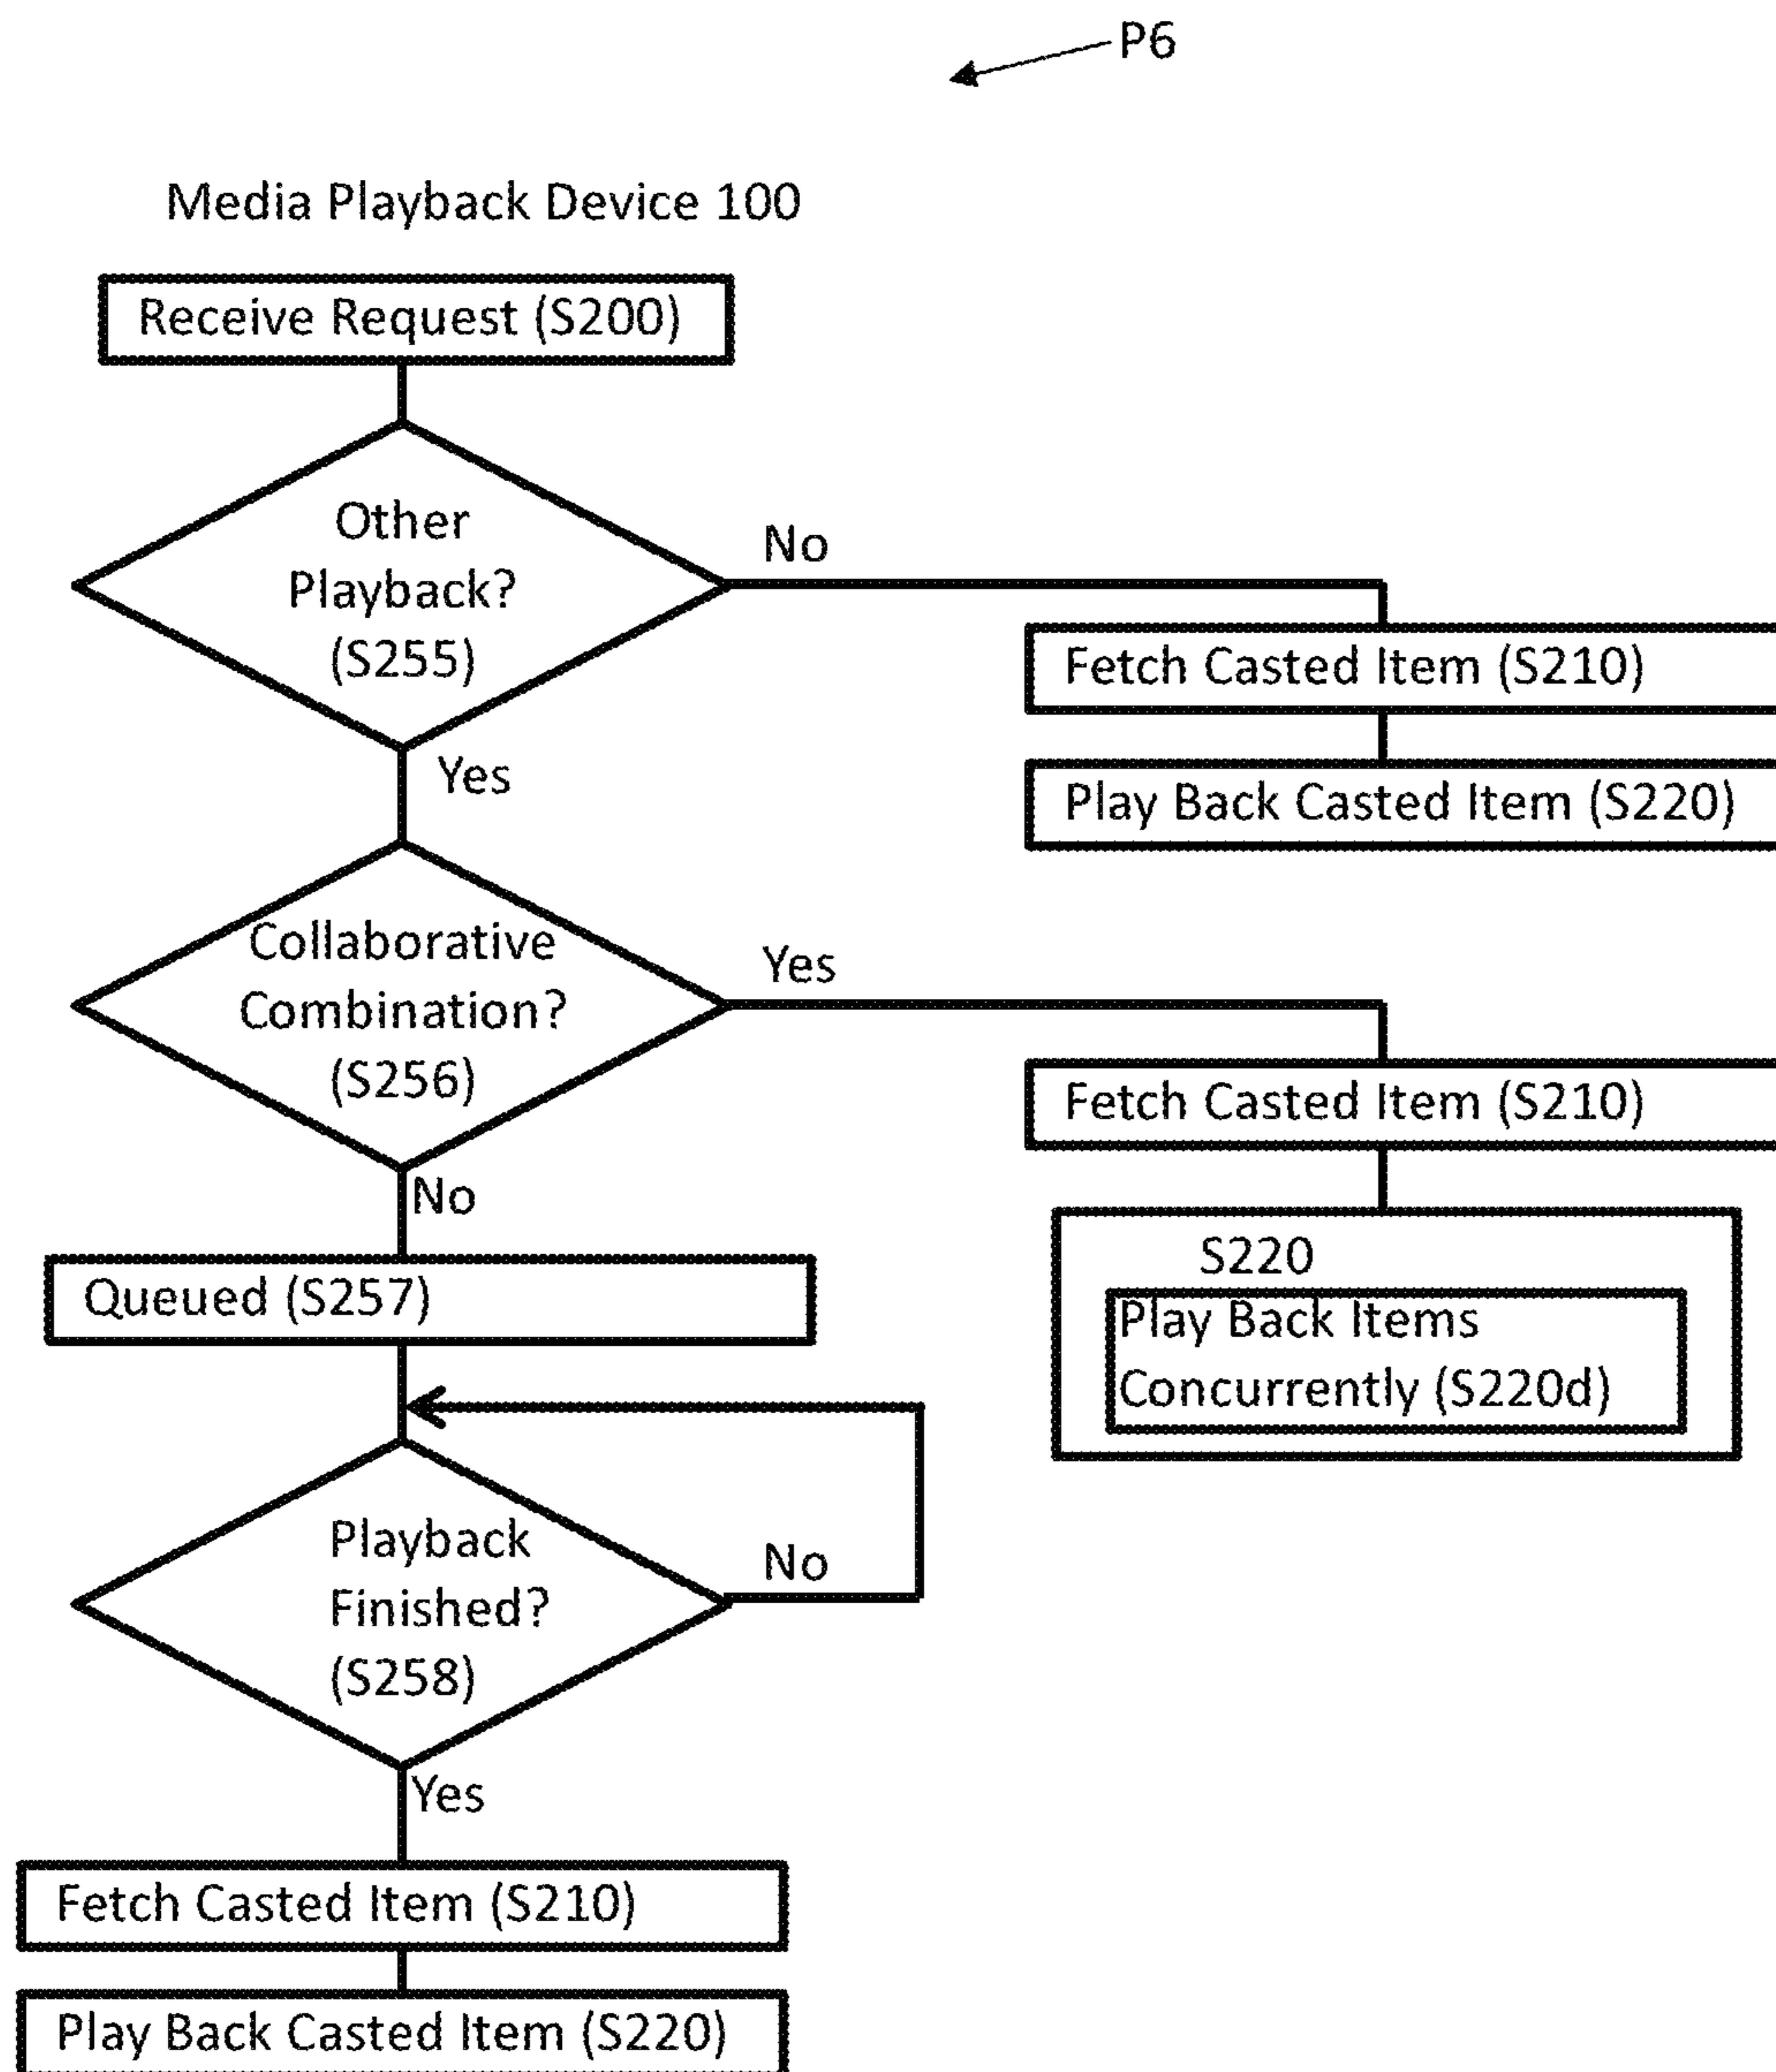 P6
Media Playback Device 100
Receive Request (S200)
Other
Playback?
(S255)
No
Yes
Fetch Casted Item (S210)
Play Back Casted Item (S220)
Collaborative
Combination?
(S256)
Yes
No
Fetch Casted Item (S210)
S220
Play Back Items
Concurrently (S220d)
Queued (S257)
Playback
Finished?
(S258)
No
Yes
Fetch Casted Item (S210)
Play Back Casted Item (S220)